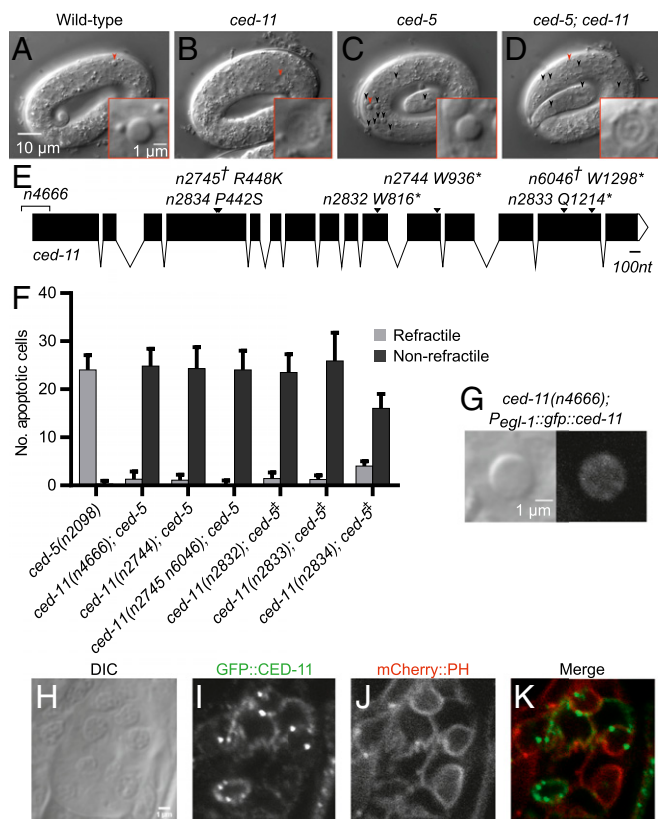 Wild-type ced-11 ced-5 ced-5; ced-11
A B C D
10 µm 1 µm
E n2745† R448K n2744 W936* n6046† W1298*
n4666 n2834 P442S n2832 W816* n2833 Q1214*
ced-11 100nt
F
No. apoptotic cells
40
30
20
10
0
Refractile
Non-refractile
ced-5(n2098)
ced-11(n4666); ced-5
ced-11(n2744); ced-5
ced-11(n2745 n6046); ced-5
ced-11(n2832); ced-5‡
ced-11(n2833); ced-5‡
ced-11(n2834); ced-5‡
G ced-11(n4666);
Pegl-1::gfp::ced-11
1 µm
DIC GFP::CED-11 mCherry::PH Merge
H I J K